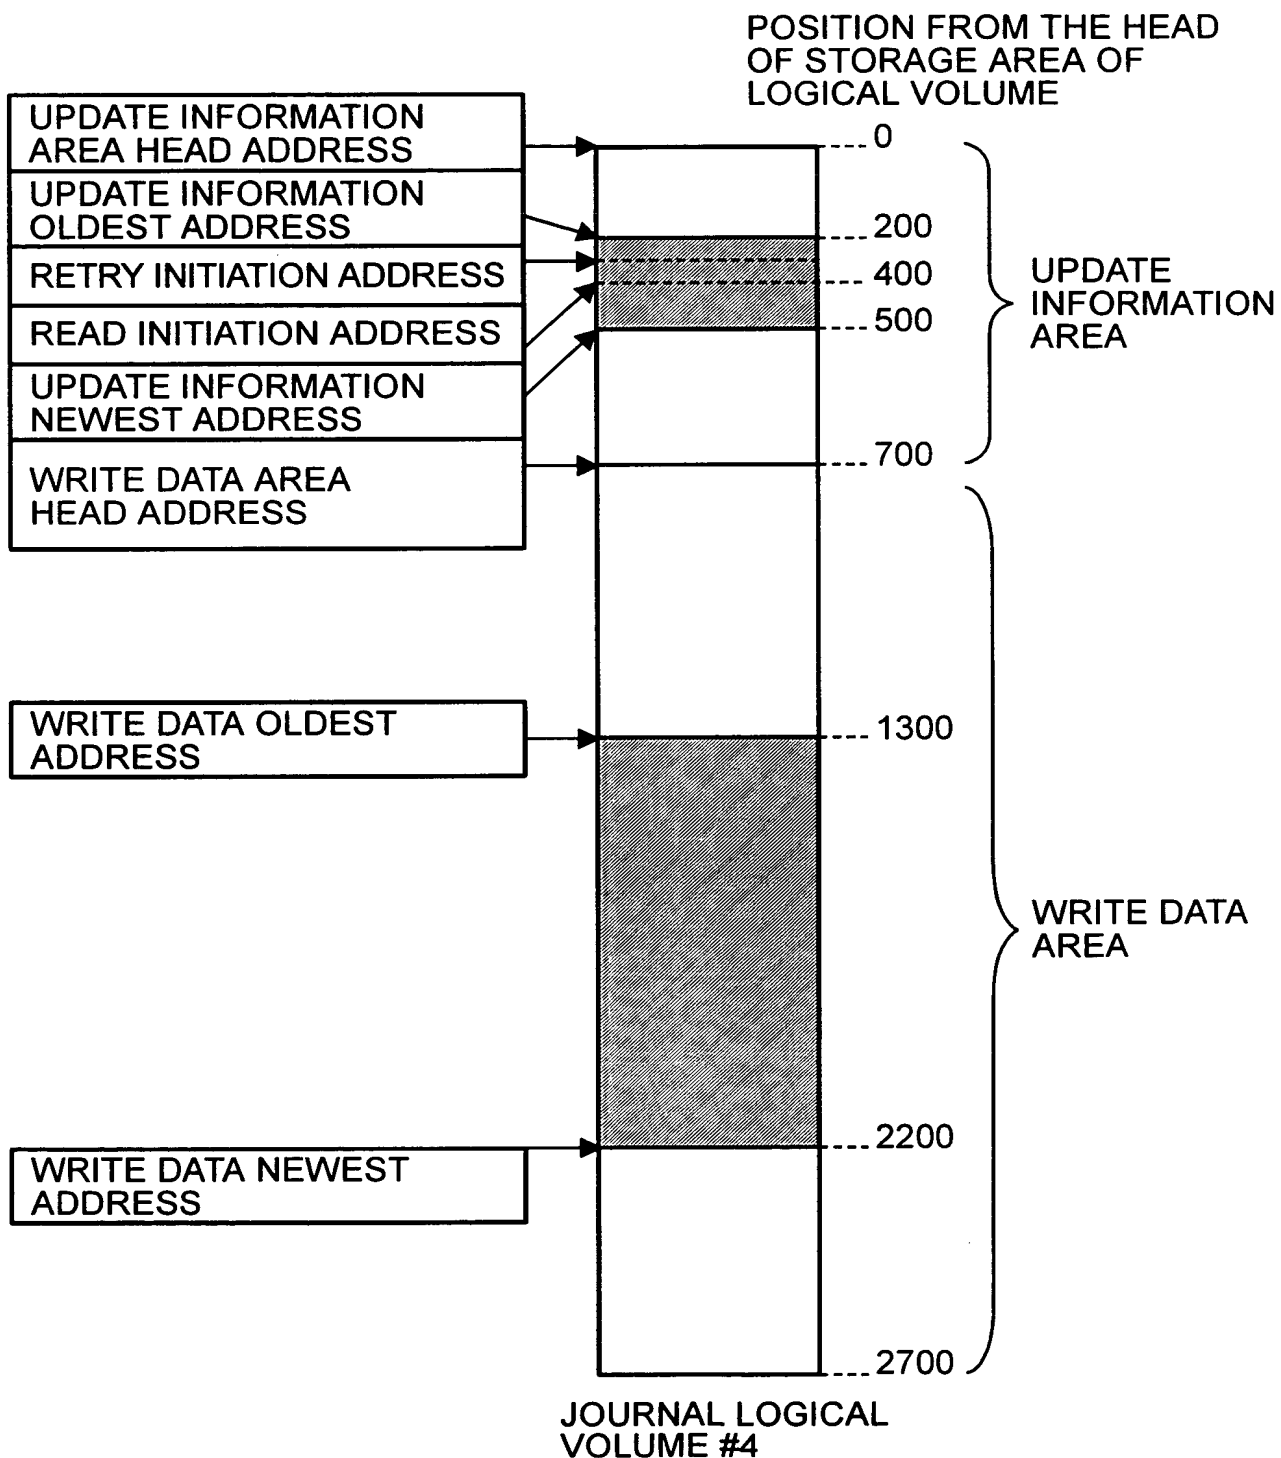 POSITION FROM THE HEAD
OF STORAGE AREA OF
LOGICAL VOLUME
UPDATE INFORMATION
AREA HEAD ADDRESS
UPDATE INFORMATION
OLDEST ADDRESS
RETRY INITIATION ADDRESS
READ INITIATION ADDRESS
UPDATE INFORMATION
NEWEST ADDRESS
WRITE DATA AREA
HEAD ADDRESS
0
200
400
500
700
UPDATE
INFORMATION
AREA
WRITE DATA OLDEST
ADDRESS
1300
WRITE DATA
AREA
WRITE DATA NEWEST
ADDRESS
2200
2700
JOURNAL LOGICAL
VOLUME #4